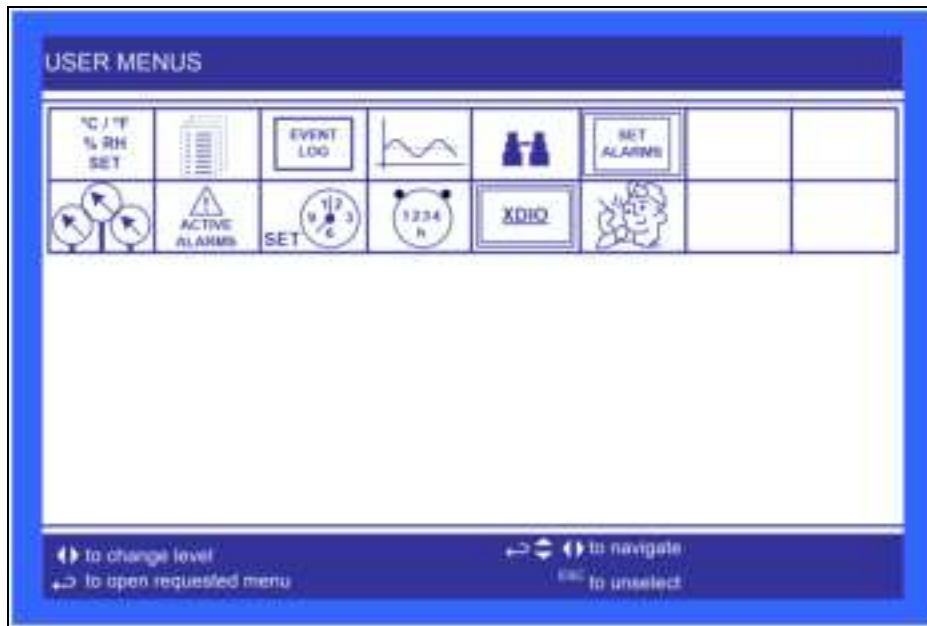 USER MENUS
°C / °F
% RH
SET
EVENT
LOG
SET
ALARMS
ACTIVE
ALARMS
SET
12
9 3
6
1234
h
XDIO
to change level
to open requested menu
to navigate
ESC to unselect